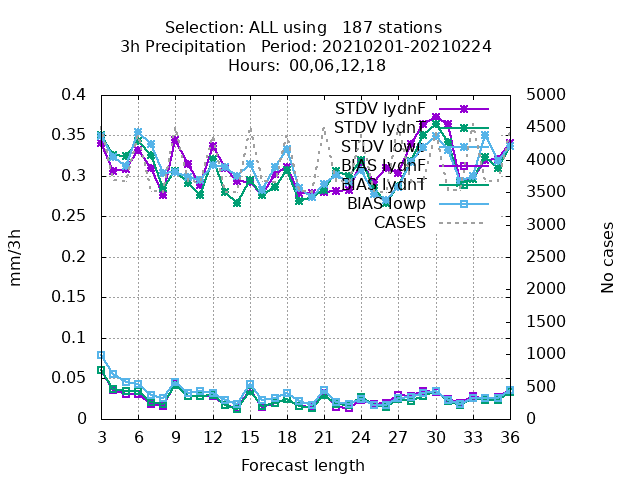 Selection: ALL using 187 stations
3h Precipitation Period: 20210201-20210224
Hours: 00,06,12,18
0.4
0.35
0.3
0.25
0.2
0.15
0.1
0.05
0
mm/3h
5000
4500
4000
3500
3000
2500
2000
1500
1000
500
0
No cases
STDV lydnF
STDV lydnT
STDV lowp
BIAS lydnF
BIAS lydnT
BIAS lowp
CASES
3 6 9 12 15 18 21 24 27 30 33 36
Forecast length